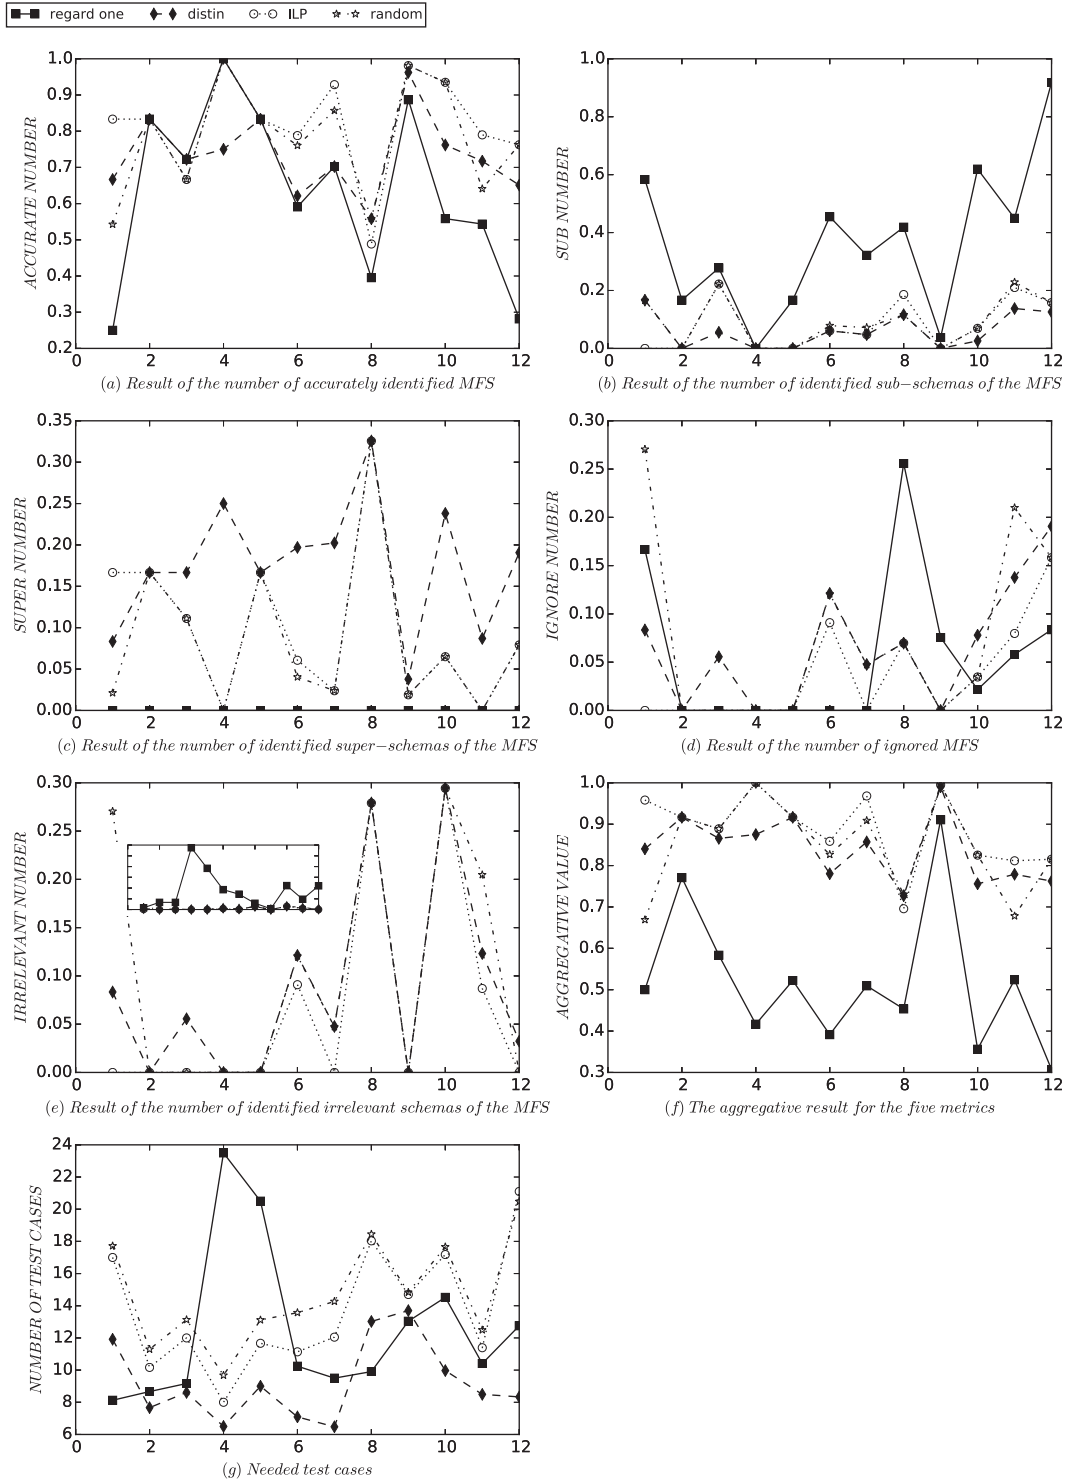 regard one distin ILP random
ACCURATE NUMBER
1.0
0.9
0.8
0.7
0.6
0.5
0.4
0.3
0.2
0 2 4 6 8 10 12
(a) Result of the number of accurately identified MFS
SUB NUMBER
1.0
0.8
0.6
0.4
0.2
0.0
0 2 4 6 8 10 12
(b) Result of the number of identified sub−schemas of the MFS
SUPER NUMBER
0.35
0.30
0.25
0.20
0.15
0.10
0.05
0.00
0 2 4 6 8 10 12
(c) Result of the number of identified super−schemas of the MFS
IGNORE NUMBER
0.30
0.25
0.20
0.15
0.10
0.05
0.00
0 2 4 6 8 10 12
(d) Result of the number of ignored MFS
IRRELEVANT NUMBER
0.30
0.25
0.20
0.15
0.10
0.05
0.00
0 2 4 6 8 10 12
(e) Result of the number of identified irrelevant schemas of the MFS
AGGREGATIVE VALUE
1.0
0.9
0.8
0.7
0.6
0.5
0.4
0.3
0 2 4 6 8 10 12
(f) The aggregative result for the five metrics
NUMBER OF TEST CASES
24
22
20
18
16
14
12
10
8
6
0 2 4 6 8 10 12
(g) Needed test cases